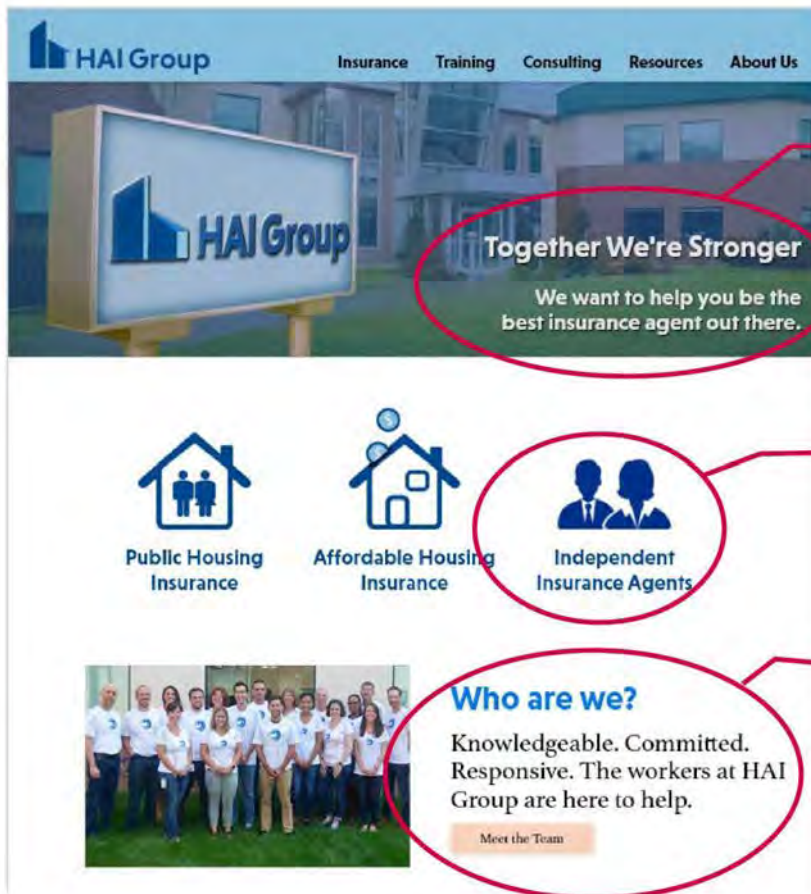 HAI Group
Insurance Training Consulting Resources About Us
HAI Group
Together We're Stronger
We want to help you be the
best insurance agent out there.
Public Housing
Insurance
Affordable Housing
Insurance
Independent
Insurance Agents
Who are we?
Knowledgeable. Committed.
Responsive. The workers at HAI
Group are here to help.
Meet the Team